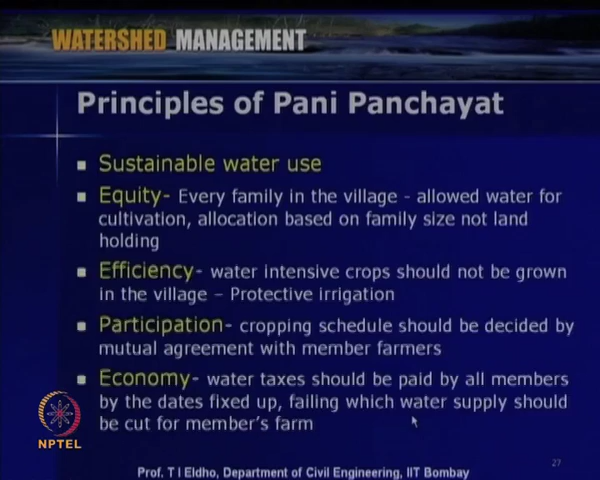 WATERSHED MANAGEMENT
Principles of Pani Panchayat
Sustainable water use
Equity- Every family in the village - allowed water for
cultivation, allocation based on family size not land
holding
Efficiency- water intensive crops should not be grown
in the village – Protective irrigation
Participation- cropping schedule should be decided by
mutual agreement with member farmers
Economy- water taxes should be paid by all members
by the dates fixed up, failing which water supply should
be cut for member's farm
NPTEL
27
Prof. T I Eldho, Department of Civil Engineering, IIT Bombay